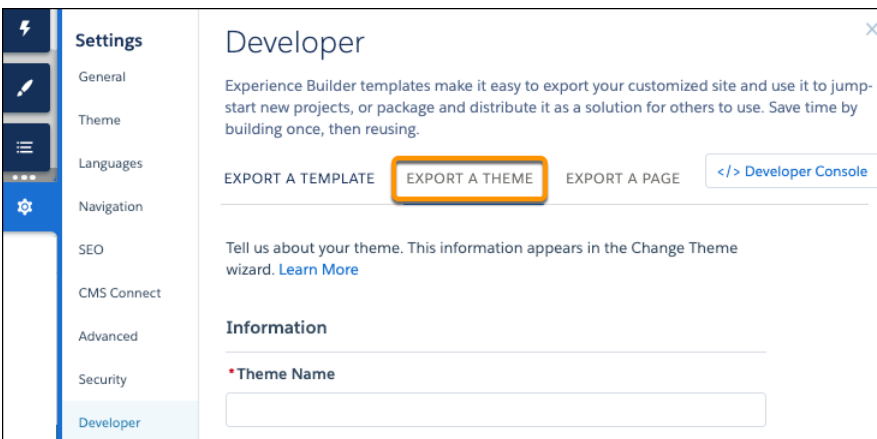 Settings
General
Theme
Languages
Navigation
SEO
CMS Connect
Advanced
Security
Developer
Developer
Experience Builder templates make it easy to export your customized site and use it to jump-
start new projects, or package and distribute it as a solution for others to use. Save time by
building once, then reusing.
EXPORT A TEMPLATE EXPORT A THEME EXPORT A PAGE </> Developer Console
Tell us about your theme. This information appears in the Change Theme
wizard. Learn More
Information
*Theme Name